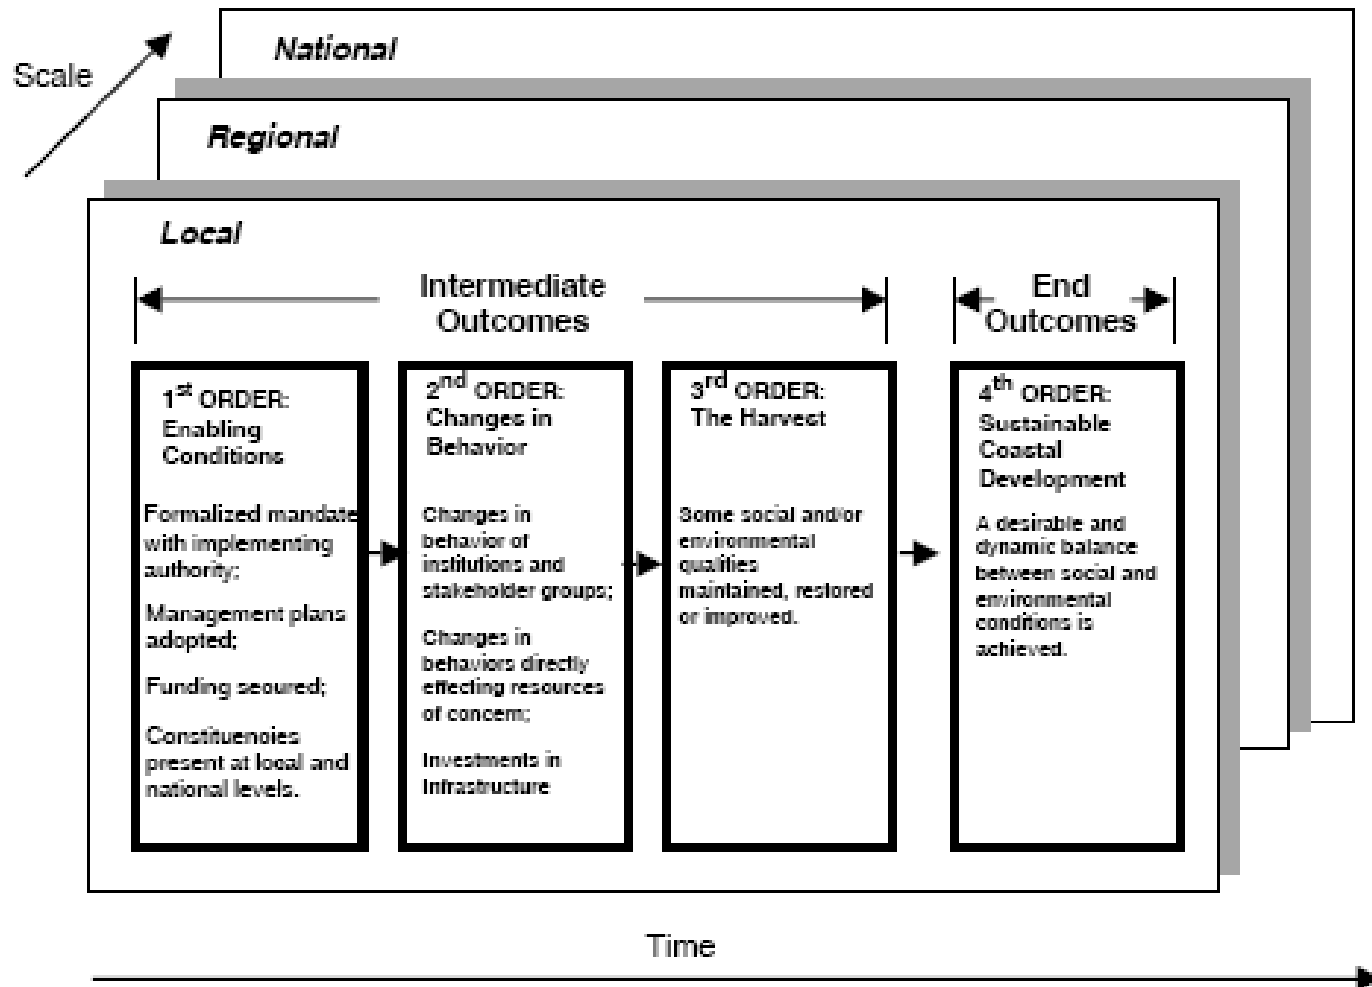 National
Scale
Regional
Local
Intermediate
Outcomes
End
Outcomes
1st ORDER:
Enabling
Conditions
Formalized mandate
with implementing
authority;
Management plans
adopted;
Funding secured;
Constituencies
present at local and
national levels.
2nd ORDER:
Changes in
Behavior
Changes in
behavior of
institutions and
stakeholder groups;
Changes in
behaviors directly
effecting resources
of concern;
Investments in
Infrastructure
3rd ORDER:
The Harvest
Some social and/or
environmental
qualities
maintained, restored
or improved.
4th ORDER:
Sustainable
Coastal
Development
A desirable and
dynamic balance
between social and
environmental
conditions is
achieved.
Time